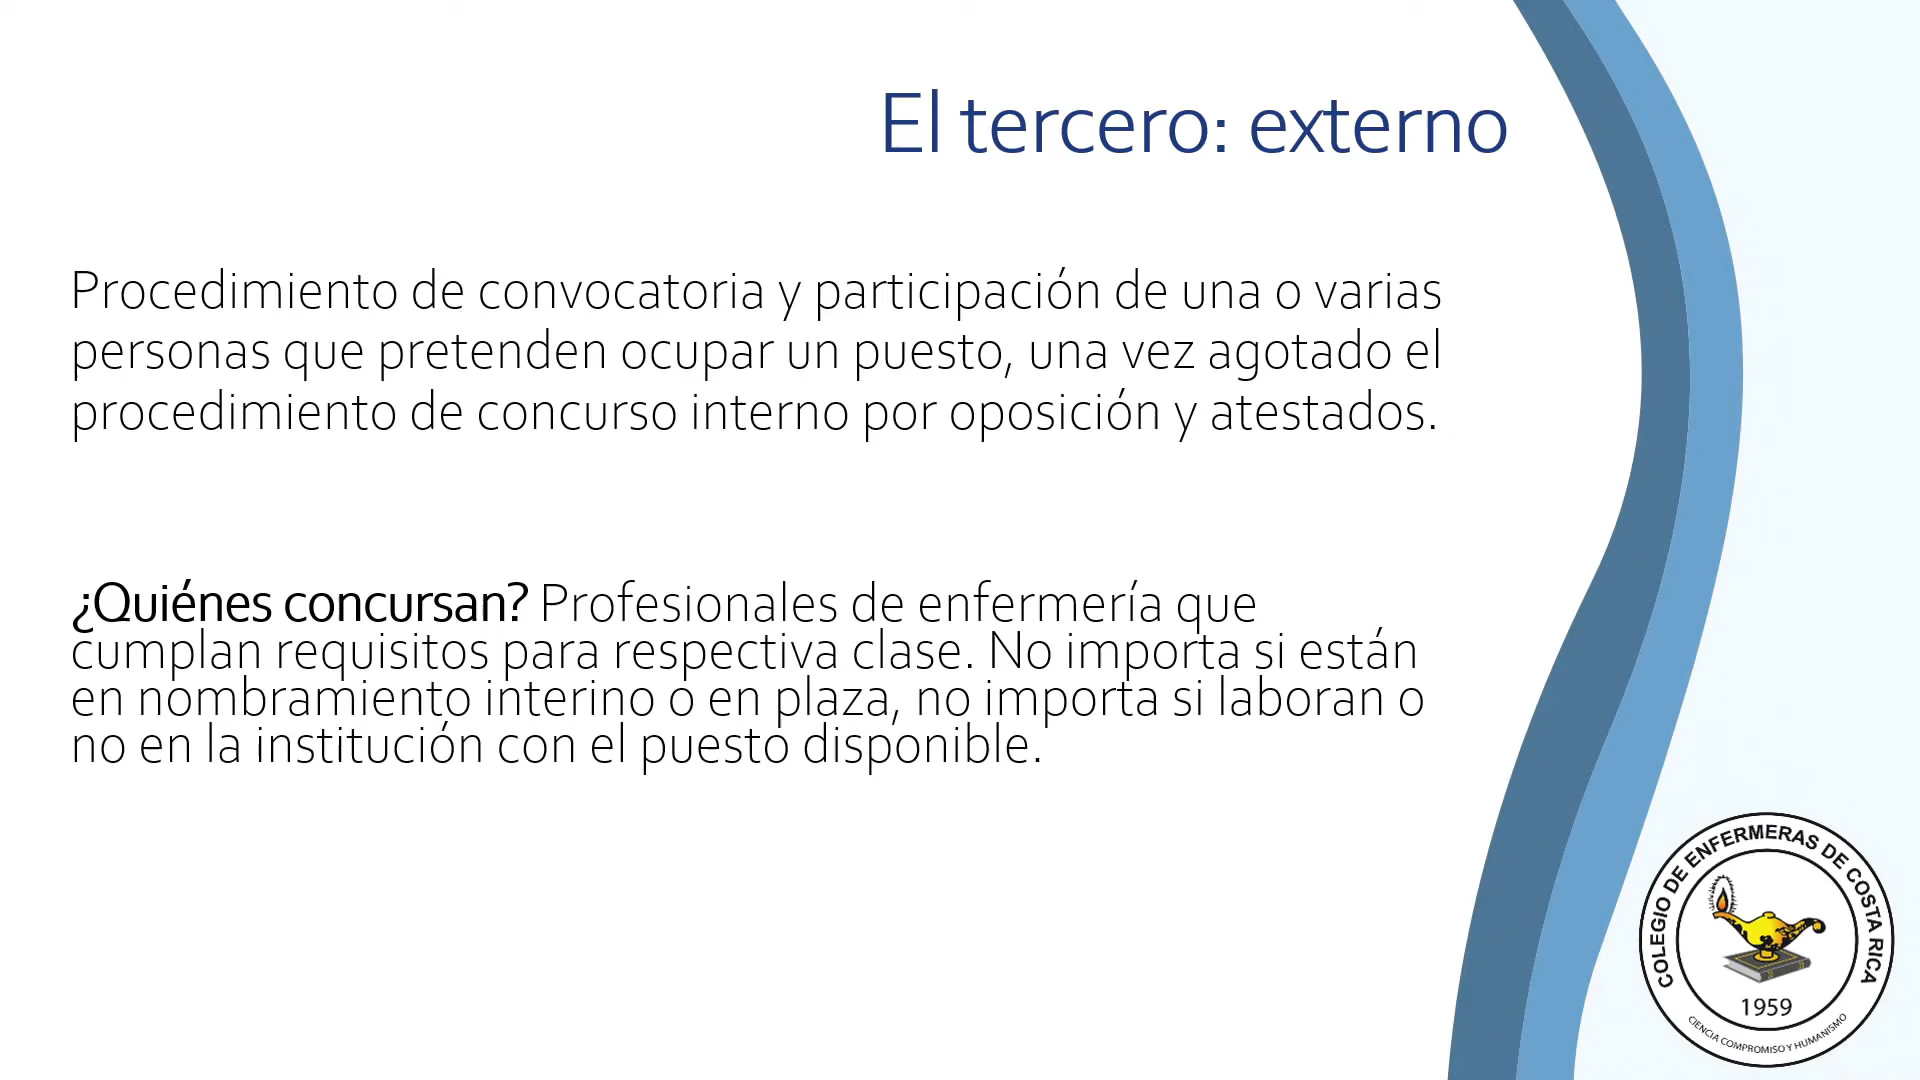 El tercero: externo
Procedimiento de convocatoria y participación de una o varias
personas que pretenden ocupar un puesto, una vez agotado el
procedimiento de concurso interno por oposición y atestados.
¿Quiénes concursan? Profesionales de enfermería que
cumplan requisitos para respectiva clase. No importa si están
en nombramiento interino o en plaza, no importa si laboran o
no en la institución con el puesto disponible.
COLEGIO DE ENFERMERAS DE COSTA RICA
1959
CIENCIA COMPROMISO Y HUMANISMO